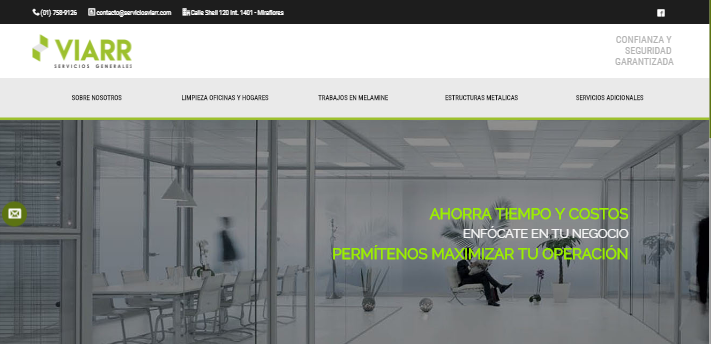 (01) 758-9126 contacto@serviciosviarr.com Calle Shell 120 Int. 1401 - Miraflores
VIARR
SERVICIOS GENERALES
CONFIANZA Y
SEGURIDAD
GARANTIZADA
SOBRE NOSOTROS LIMPIEZA OFICINAS Y HOGARES TRABAJOS EN MELAMINE ESTRUCTURAS METALICAS SERVICIOS ADICIONALES
AHORRA TIEMPO Y COSTOS
ENFÓCATE EN TU NEGOCIO
PERMÍTENOS MAXIMIZAR TU OPERACIÓN